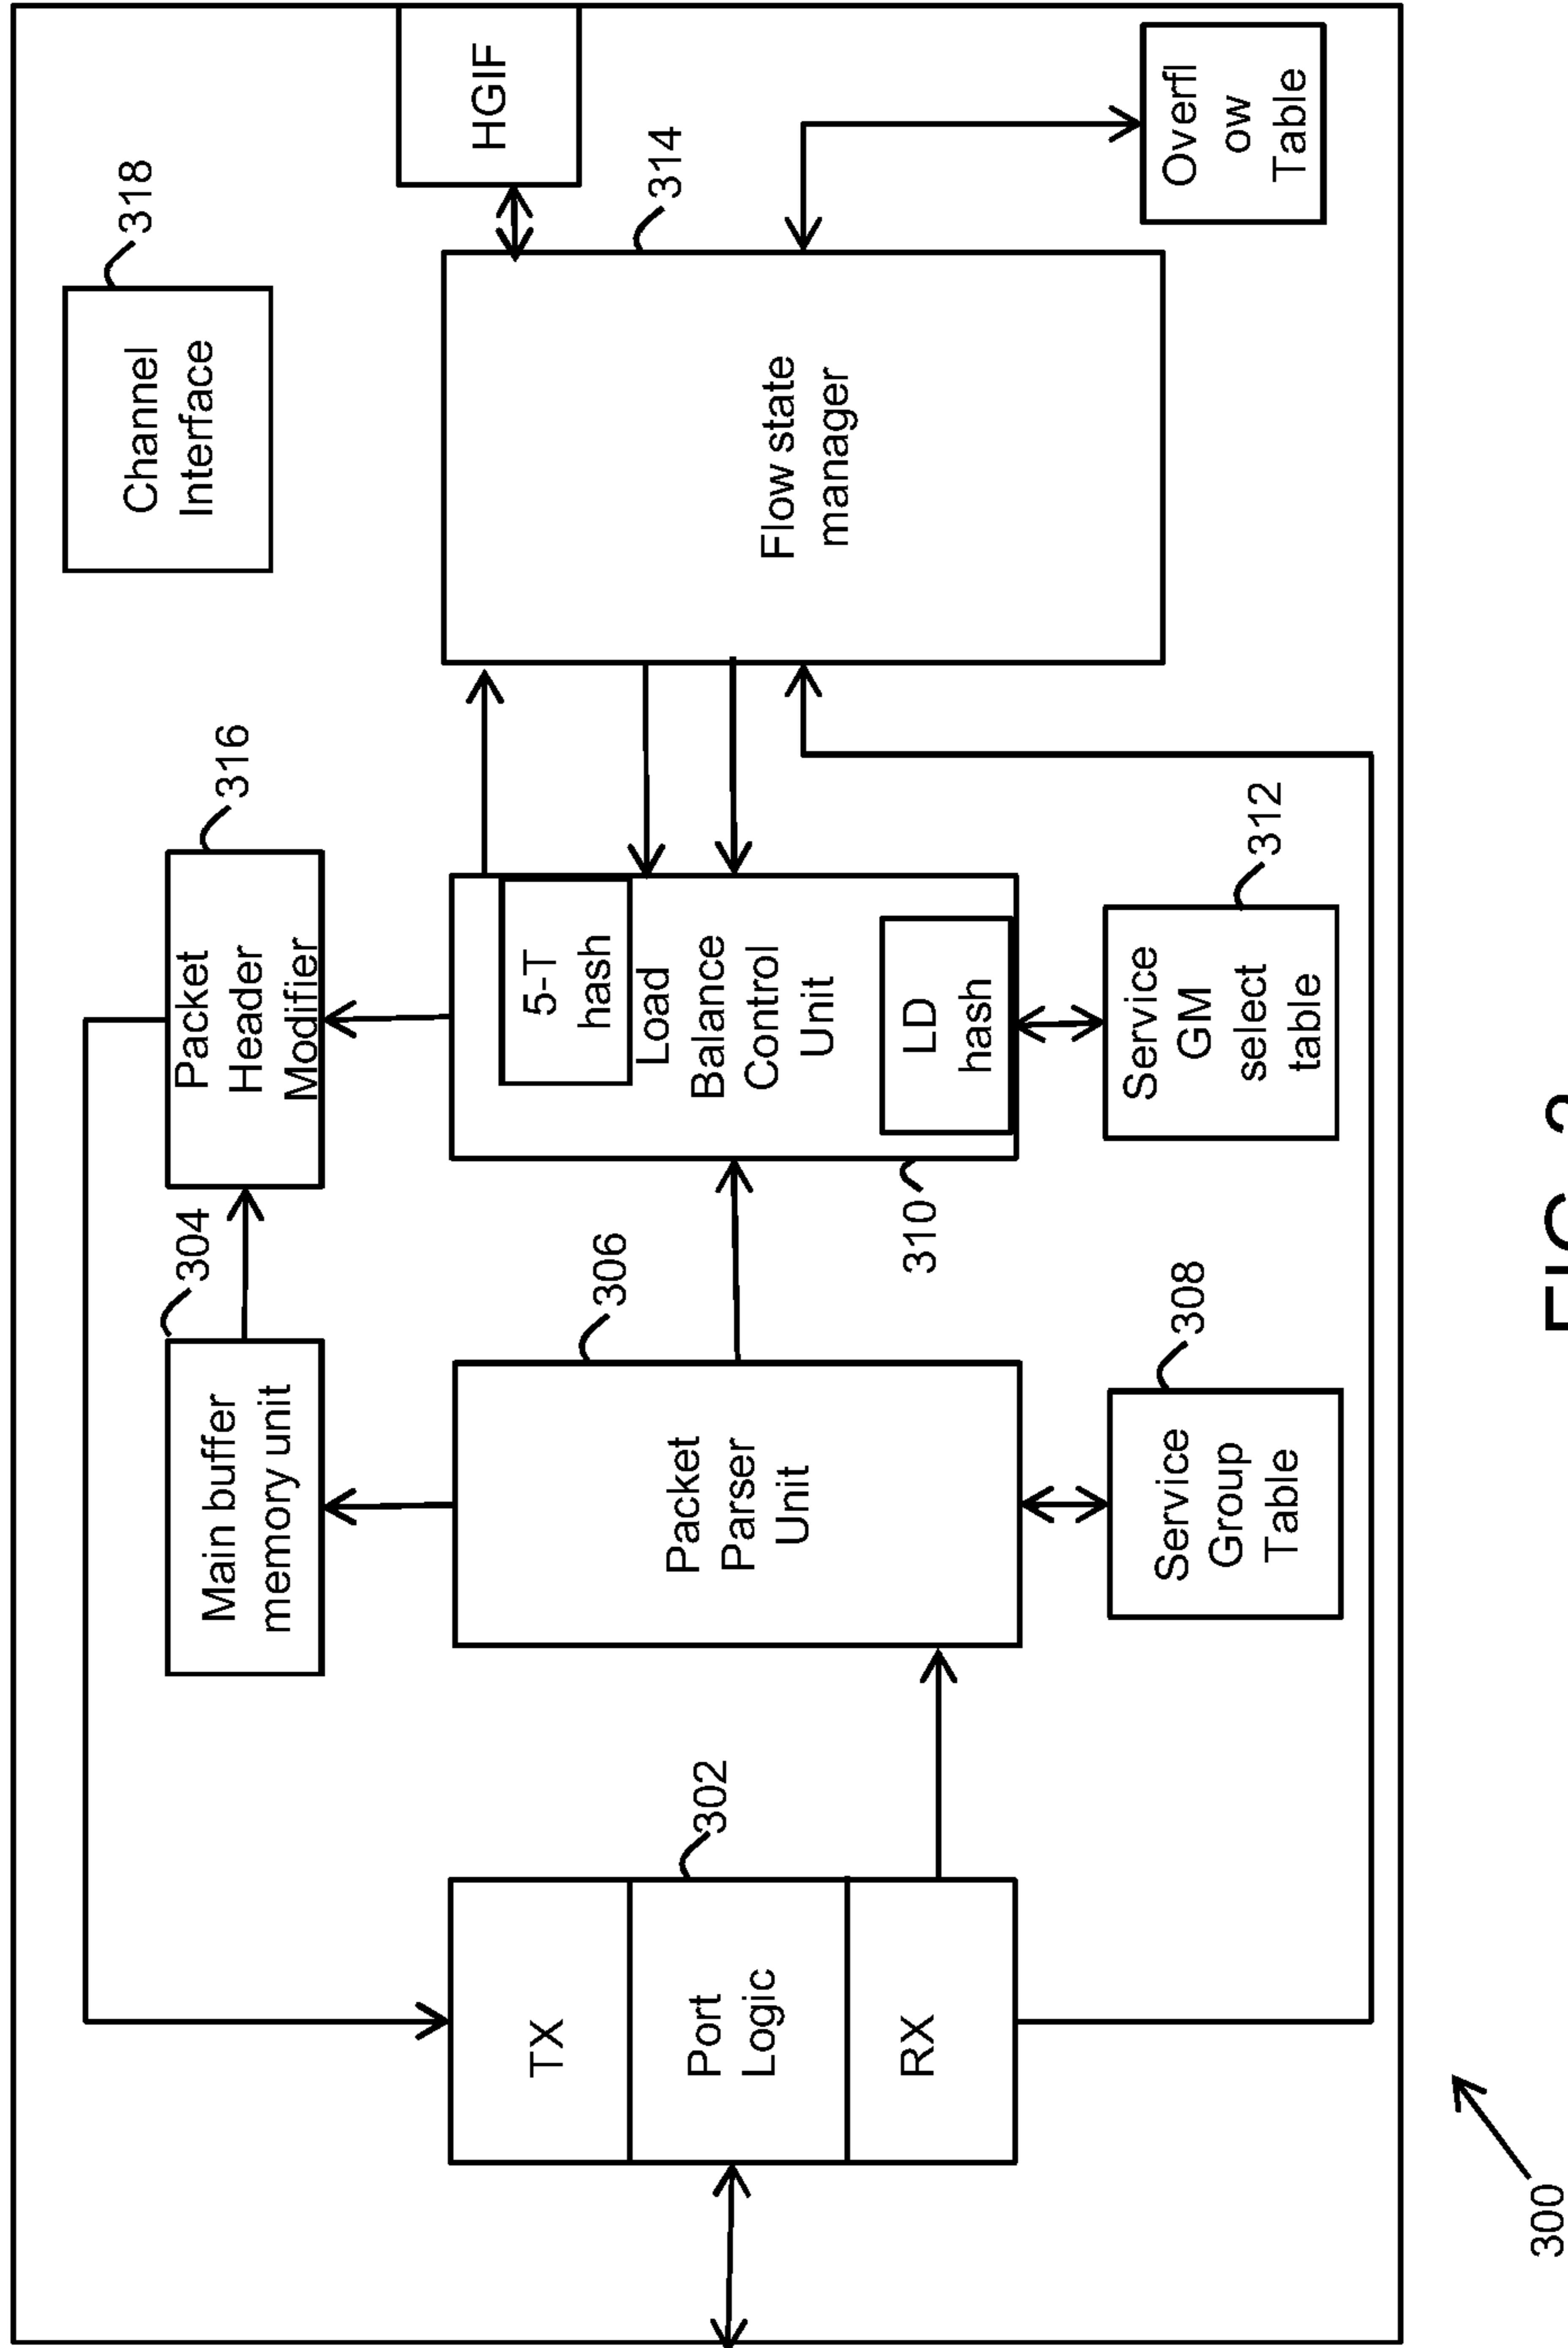 318
Channel
Interface
HGIF
316
Packet
Header
Modifier
304
Main buffer
memory unit
314
Flow state
manager
5-T
hash
Load
Balance
Control
Unit
LD
hash
310
306
Packet
Parser
Unit
302
TX
Port
Logic
RX
Overfl
ow
Table
312
Service
GM
select
table
308
Service
Group
Table
300